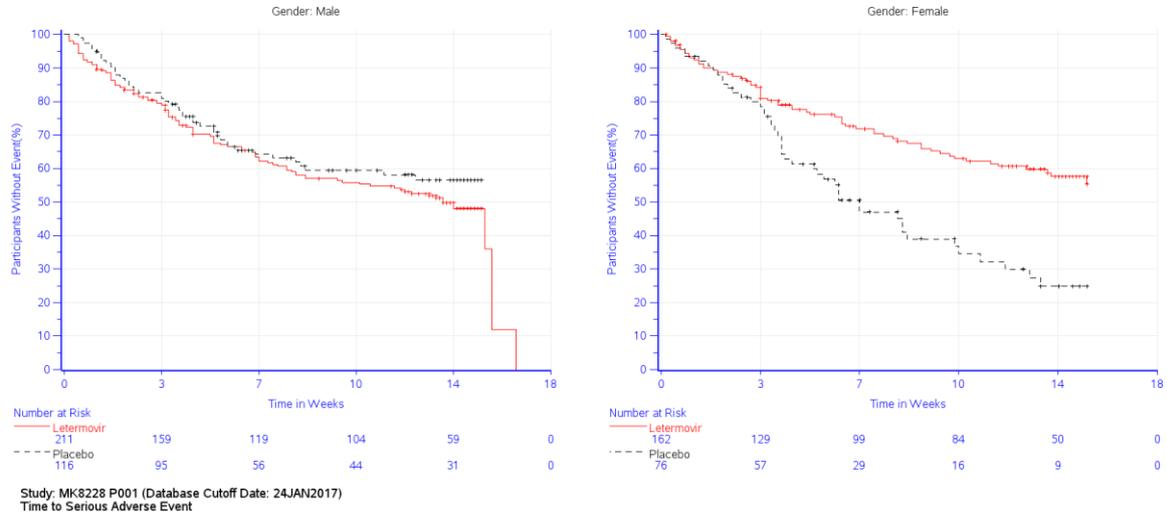 Gender: Male
100
90
80
70
60
50
40
30
20
10
0
Participants Without Event(%)
0 3 7 10 14 18
Time in Weeks
Number at Risk
Letermovir
211 159 119 104 59 0
Placebo
116 95 56 44 31 0
Gender: Female
100
90
80
70
60
50
40
30
20
10
0
Participants Without Event(%)
0 3 7 10 14 18
Time in Weeks
Number at Risk
Letermovir
162 129 99 84 50 0
Placebo
76 57 29 16 9 0
Study: MK8228 P001 (Database Cutoff Date: 24JAN2017)
Time to Serious Adverse Event